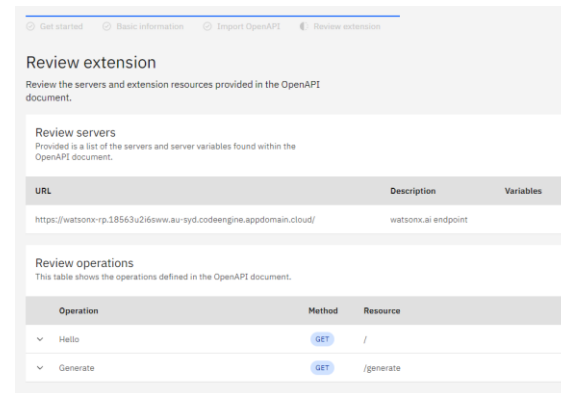 Get started Basic information Import OpenAPI Review extension
Review extension
Review the servers and extension resources provided in the OpenAPI
document.
Review servers
Provided is a list of the servers and server variables found within the
OpenAPI document.
URL Description Variables
https://watsonx-rp.18563u2i6sww.au-syd.codeengine.appdomain.cloud/ watsonx.ai endpoint
Review operations
This table shows the operations defined in the OpenAPI document.
Operation Method Resource
Hello GET /
Generate GET /generate